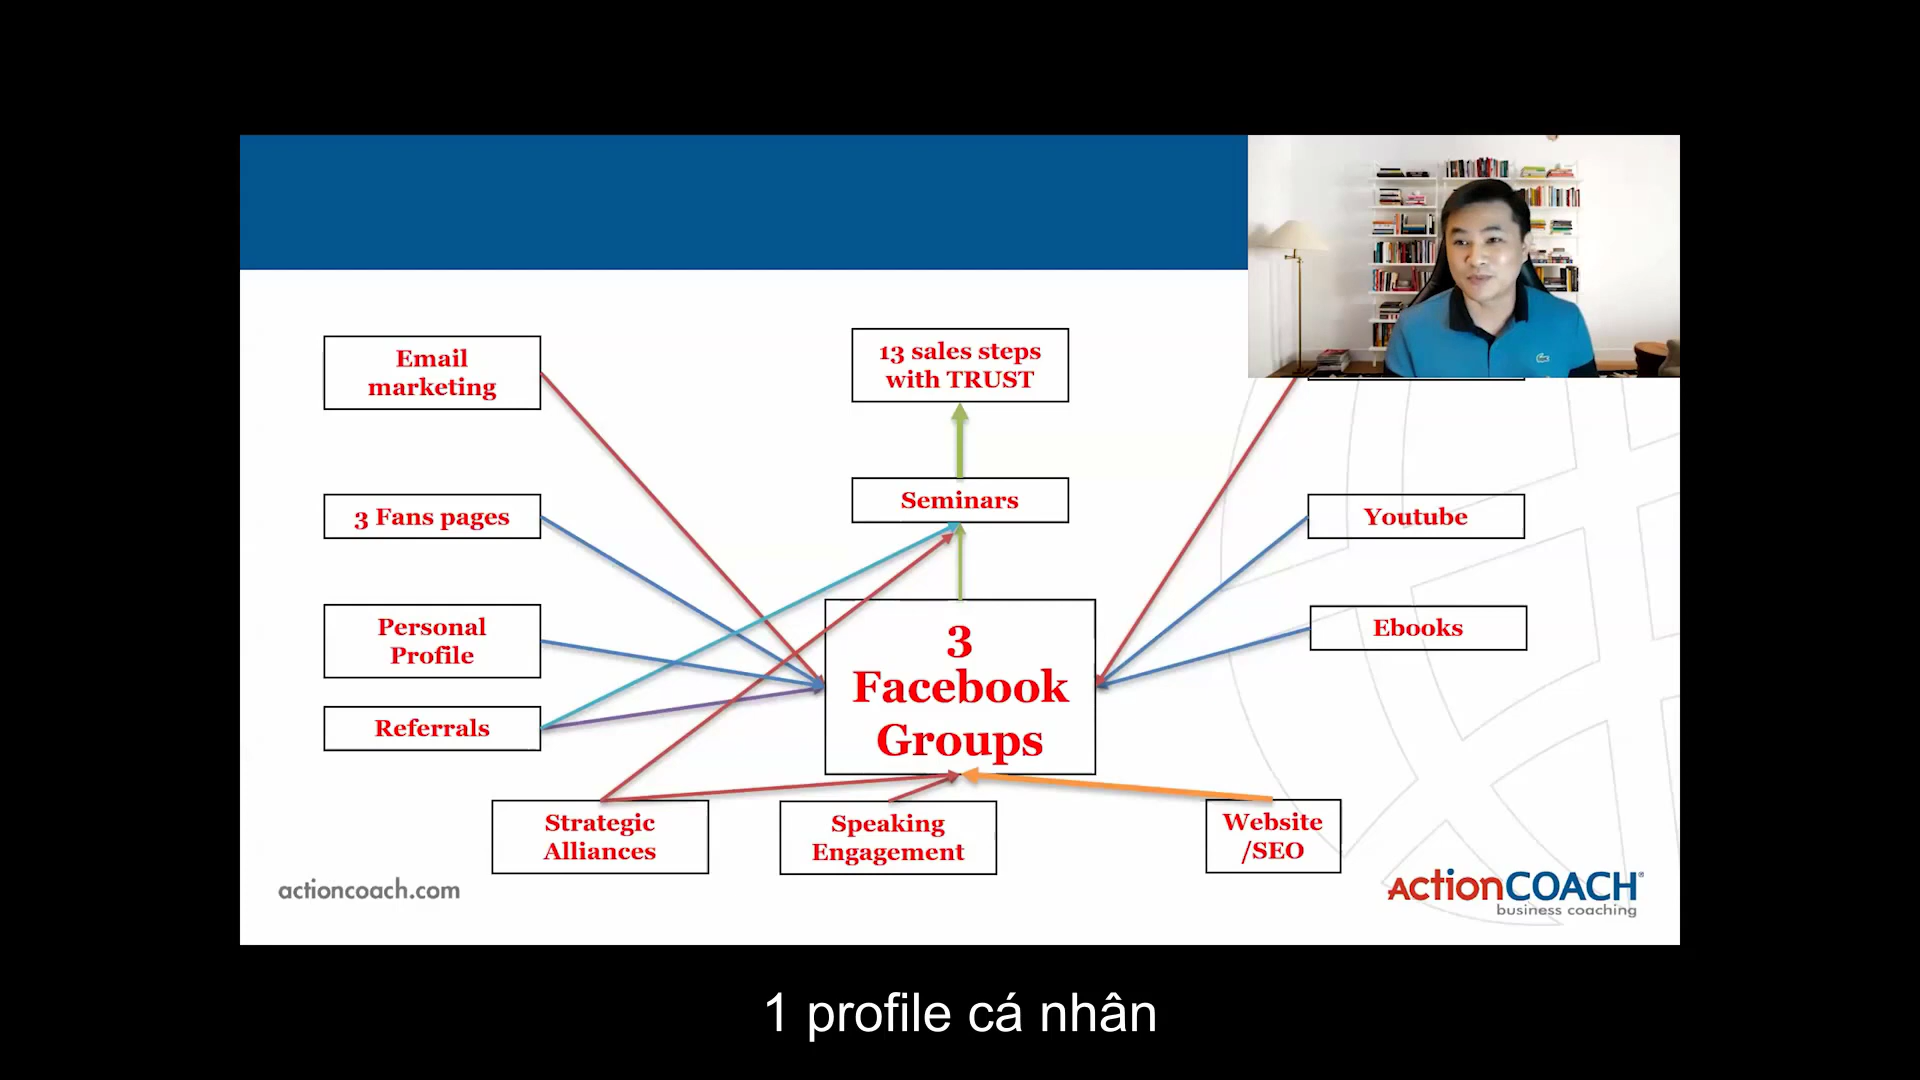 Email
marketing
13 sales steps
with TRUST
3 Fans pages
Seminars
Youtube
Personal
Profile
3
Facebook
Groups
Ebooks
Referrals
Strategic
Alliances
Speaking
Engagement
Website
/SEO
actioncoach.com
ActionCOACH®
business coaching
1 profile cá nhân